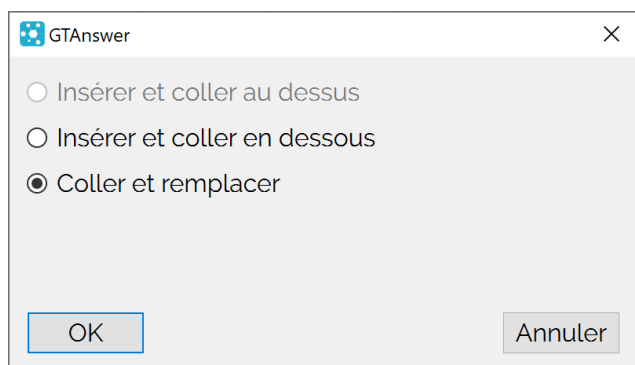 GTAnswer
Insérer et coller au dessus
Insérer et coller en dessous
Coller et remplacer
OK Annuler